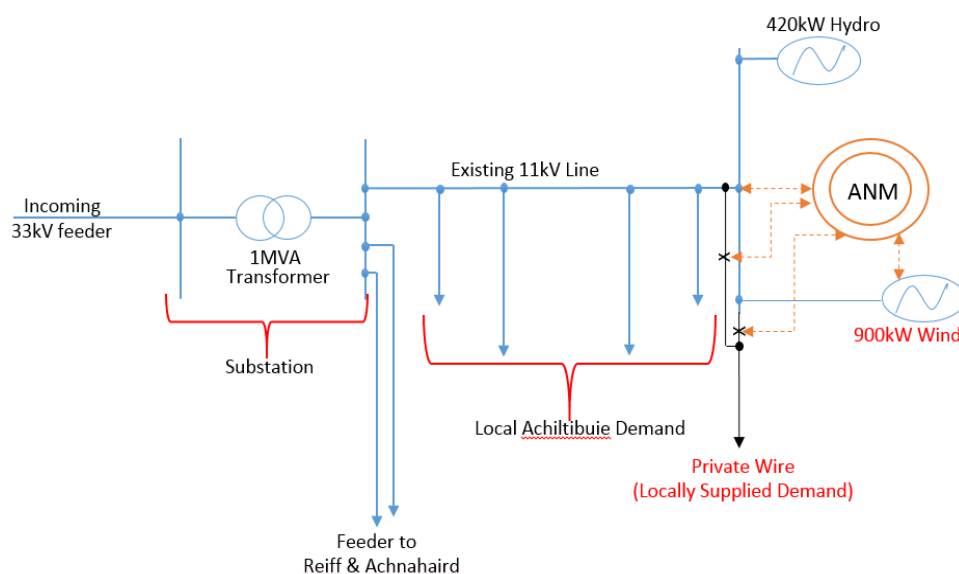 420kW Hydro
Existing 11kV Line
ANM
Incoming
33kV feeder
1MVA
Transformer
900kW Wind
Substation
Local Achiltibuie Demand
Private Wire
(Locally Supplied Demand)
Feeder to
Reiff & Achnahaird